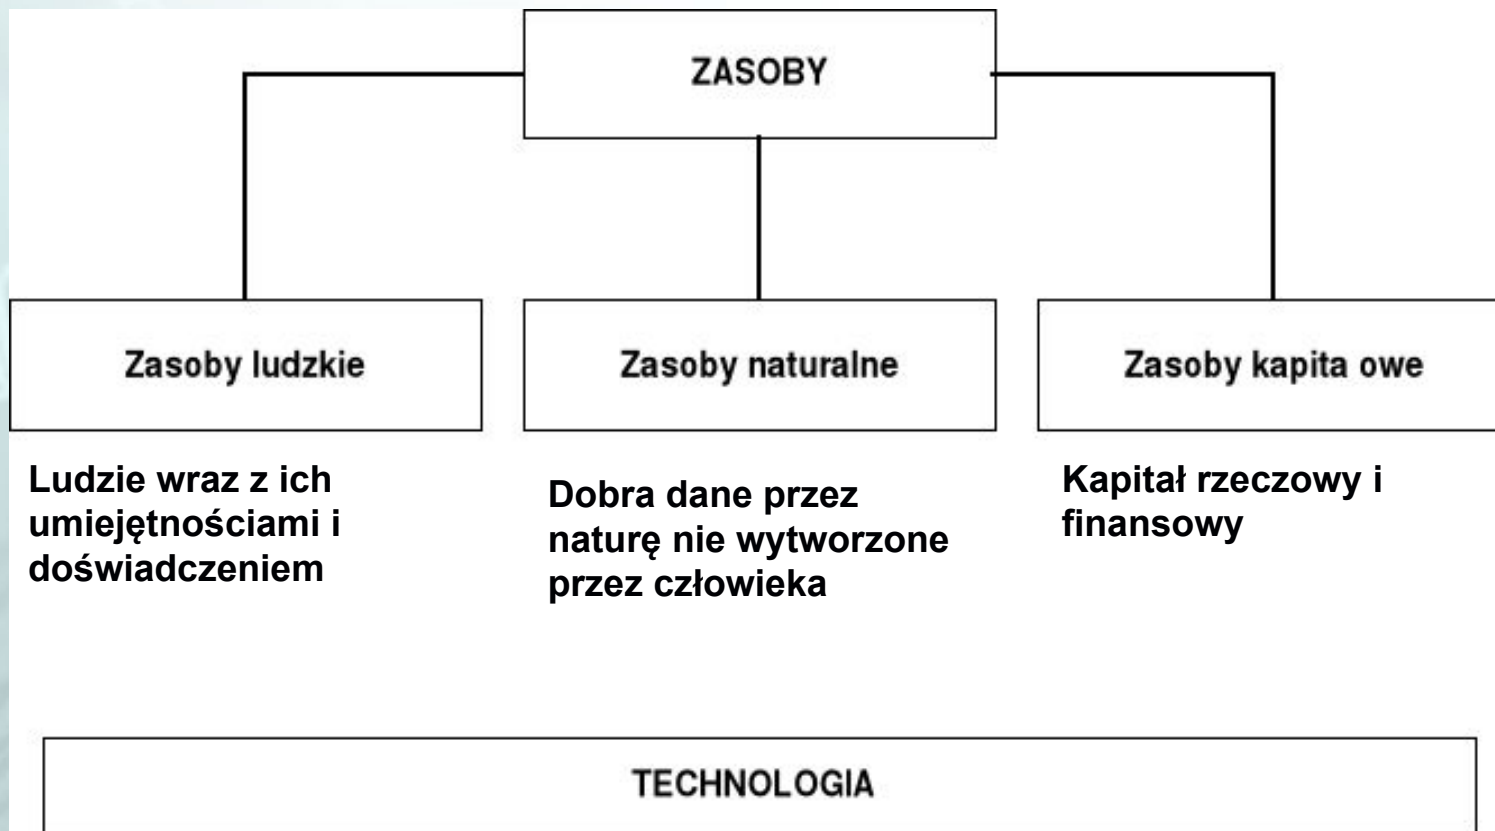 ZASOBY
Zasoby ludzkie
Zasoby naturalne
Zasoby kapita owe
Ludzie wraz z ich
umiejętnościami i
doświadczeniem
Dobra dane przez
naturę nie wytworzone
przez człowieka
Kapitał rzeczowy i
finansowy
TECHNOLOGIA